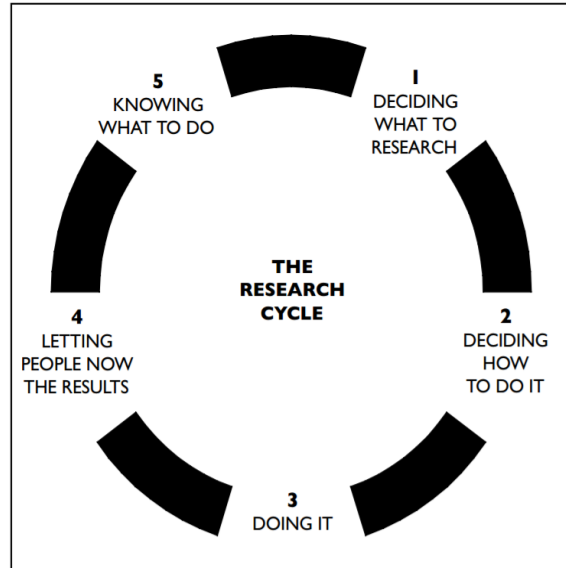 1
DECIDING
WHAT TO
RESEARCH
2
DECIDING
HOW
TO DO IT
3
DOING IT
4
LETTING
PEOPLE NOW
THE RESULTS
5
KNOWING
WHAT TO DO
THE
RESEARCH
CYCLE